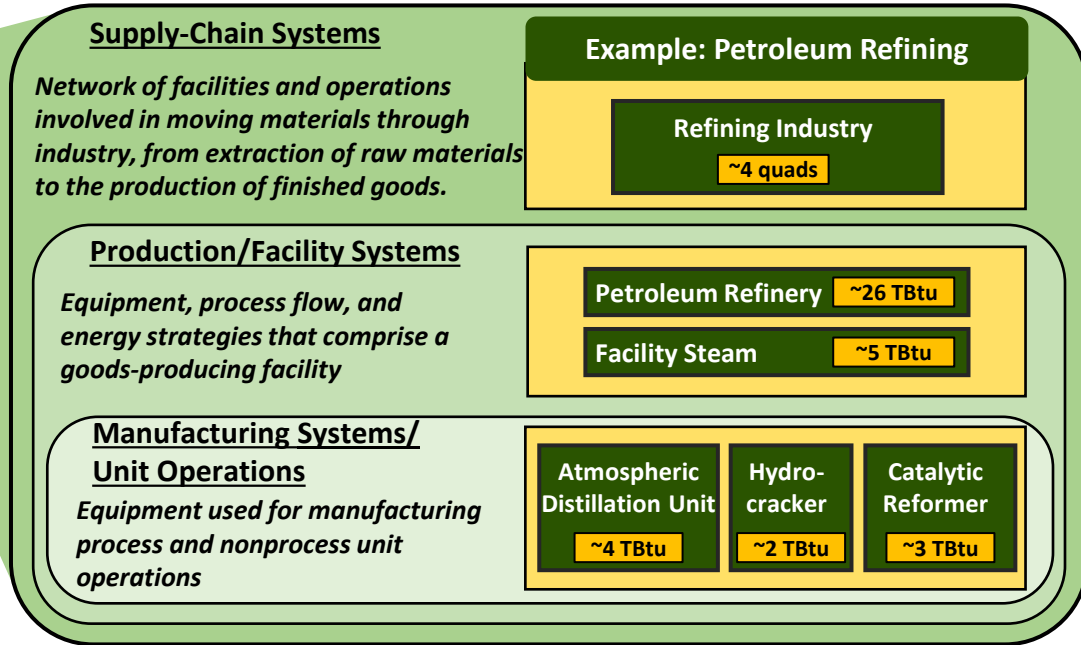 Supply-Chain Systems
Network of facilities and operations
involved in moving materials through
industry, from extraction of raw materials
to the production of finished goods.
Example: Petroleum Refining
Refining Industry
~4 quads
Production/Facility Systems
Equipment, process flow, and
energy strategies that comprise a
goods-producing facility
Petroleum Refinery ~26 TBtu
Facility Steam ~5 TBtu
Manufacturing Systems/
Unit Operations
Equipment used for manufacturing
process and nonprocess unit
operations
Atmospheric
Distillation Unit
~4 TBtu
Hydro-
cracker
~2 TBtu
Catalytic
Reformer
~3 TBtu